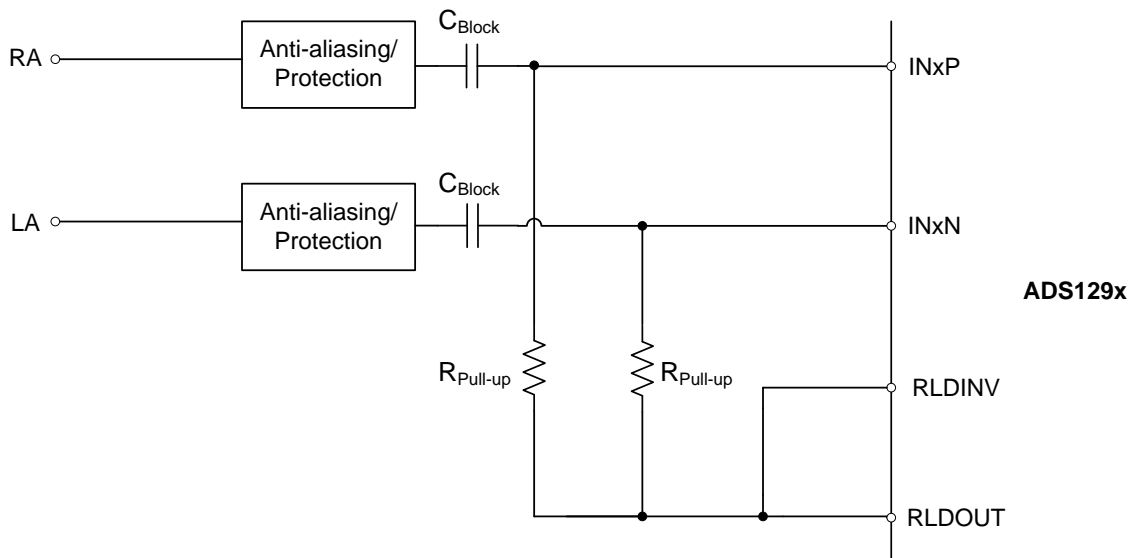 C_Block
RA
Anti-aliasing/
Protection
INxP
C_Block
LA
Anti-aliasing/
Protection
INxN
ADS129x
R_Pull-up
R_Pull-up
RLDINV
RLDOUT